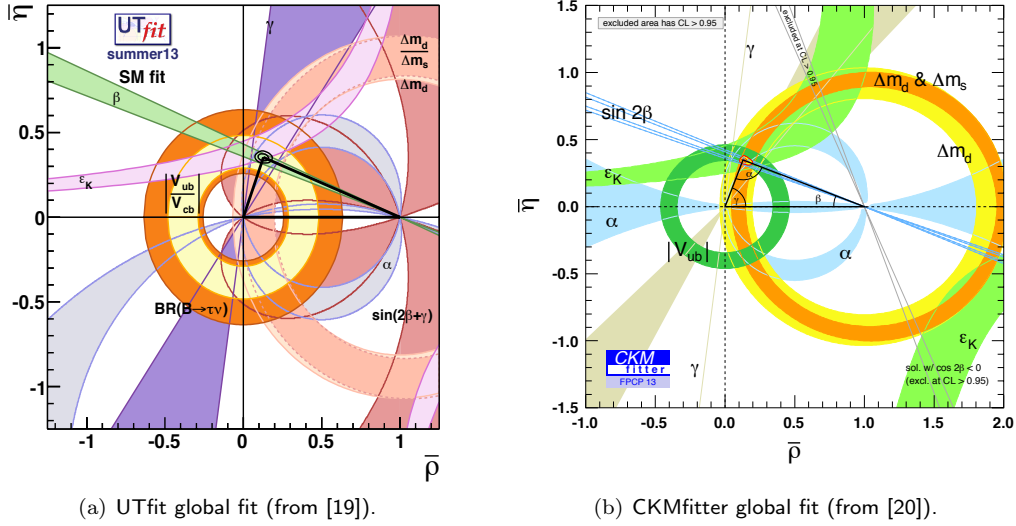 η̅
UTfit
summer13
SM fit
γ
Δm_d
Δm_s
Δm_d
β
ε_K
|V_ub / V_cb|
α
BR(B→τν)
sin(2β+γ)
1
0.5
0
-0.5
-1
-1 -0.5 0 0.5 1
ρ̅
(a) UTfit global fit (from [19]).
η̅
excluded area has CL > 0.95
excluded at CL > 0.95
γ
Δm_d & Δm_s
sin 2β
Δm_d
ε_K
α
α
γ
β
|V_ub|
α
ε_K
γ
sol. w/ cos 2β < 0
(excl. at CL > 0.95)
CKM
fitter
FPCP 13
1.5
1.0
0.5
0.0
-0.5
-1.0
-1.5
-1.0 -0.5 0.0 0.5 1.0 1.5 2.0
ρ̅
(b) CKMfitter global fit (from [20]).